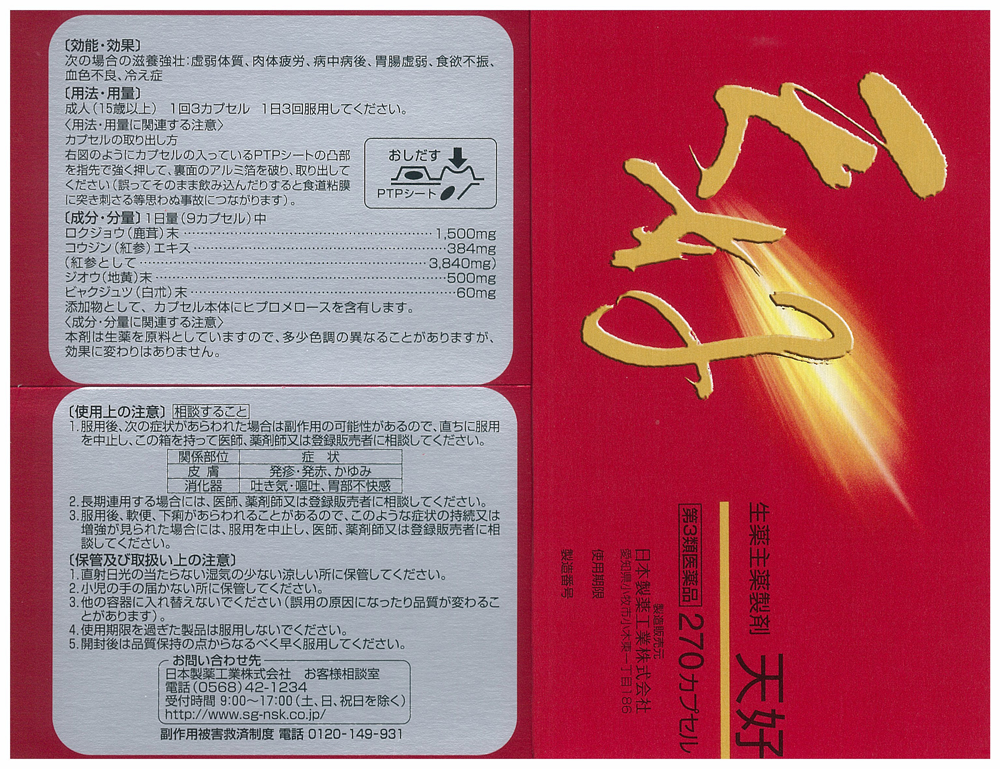 〔効能・効果〕
次の場合の滋養強壮:虚弱体質、肉体疲労、病中病後、胃腸虚弱、食欲不振、
血色不良、冷え症
〔用法・用量〕
成人(15歳以上) 1回3カプセル 1日3回服用してください。
〈用法・用量に関連する注意〉
カプセルの取り出し方
右図のようにカプセルの入っているPTPシートの凸部
を指先で強く押して、裏面のアルミ箔を破り、取り出して
ください(誤ってそのまま飲み込んだりすると食道粘膜
に突き刺さる等思わぬ事故につながります)。
おしだす
PTPシート
〔成分・分量〕1日量(9カプセル)中
ロクジョウ(鹿茸)末 1,500mg
コウジン(紅参)エキス 384mg
(紅参として 3,840mg)
ジオウ(地黄)末 500mg
ビャクジュツ(白朮)末 60mg
添加物として、カプセル本体にヒプロメロースを含有します。
〈成分・分量に関連する注意〉
本剤は生薬を原料としていますので、多少色調の異なることがありますが、
効果に変わりはありません。
〔使用上の注意〕 相談すること
1.服用後、次の症状があらわれた場合は副作用の可能性があるので、直ちに服用
を中止し、この箱を持って医師、薬剤師又は登録販売者に相談してください。
関係部位 症状
皮膚 発疹・発赤、かゆみ
消化器 吐き気・嘔吐、胃部不快感
2.長期連用する場合には、医師、薬剤師又は登録販売者に相談してください。
3.服用後、軟便、下痢があらわれることがあるので、このような症状の持続又は
増強が見られた場合には、服用を中止し、医師、薬剤師又は登録販売者に相
談してください。
〔保管及び取扱い上の注意〕
1.直射日光の当たらない湿気の少ない涼しい所に保管してください。
2.小児の手の届かない所に保管してください。
3.他の容器に入れ替えないでください(誤用の原因になったり品質が変わるこ
とがあります)。
4.使用期限を過ぎた製品は服用しないでください。
5.開封後は品質保持の点からなるべく早く服用してください。
お問い合わせ先
日本製薬工業株式会社 お客様相談室
電話(0568)42-1234
受付時間 9:00〜17:00(土、日、祝日を除く)
http://www.sg-nsk.co.jp/
副作用被害救済制度 電話 0120-149-931
生薬主薬製剤 天好
第3類医薬品 270カプセル
製造販売元
日本製薬工業株式会社
愛知県小牧市小木東一丁目186
使用期限
製造番号